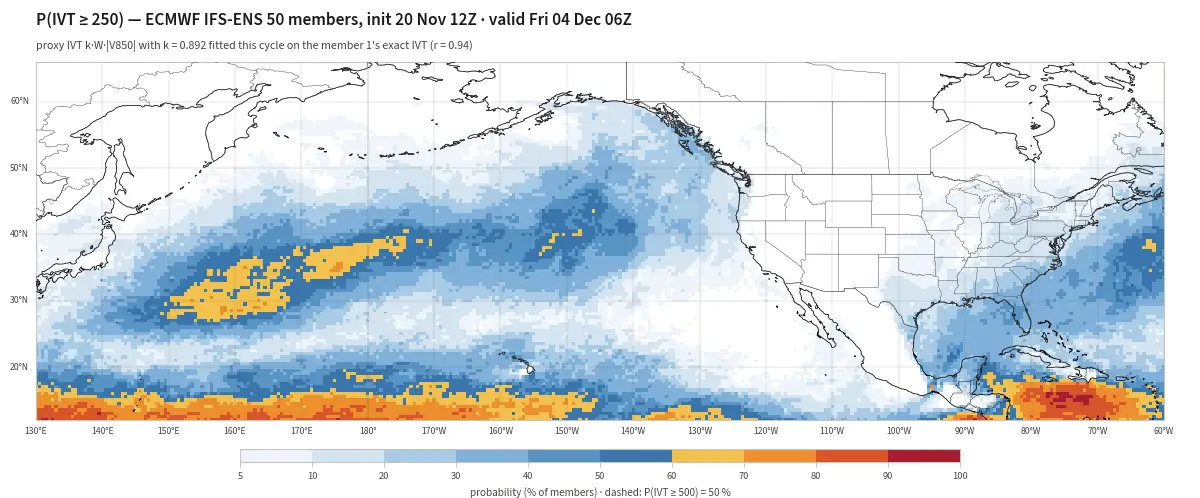 P(IVT ≥ 250) — ECMWF IFS-ENS 50 members, init 20 Nov 12Z · valid Fri 04 Dec 06Z
proxy IVT k·W·|V850| with k = 0.892 fitted this cycle on the member 1's exact IVT (r = 0.94)
60°N
50°N
40°N
30°N
20°N
130°E 140°E 150°E 160°E 170°E 180° 170°W 160°W 150°W 140°W 130°W 120°W 110°W 100°W 90°W 80°W 70°W 60°W
5 10 20 30 40 50 60 70 80 90 100
probability (% of members) · dashed: P(IVT ≥ 500) = 50 %